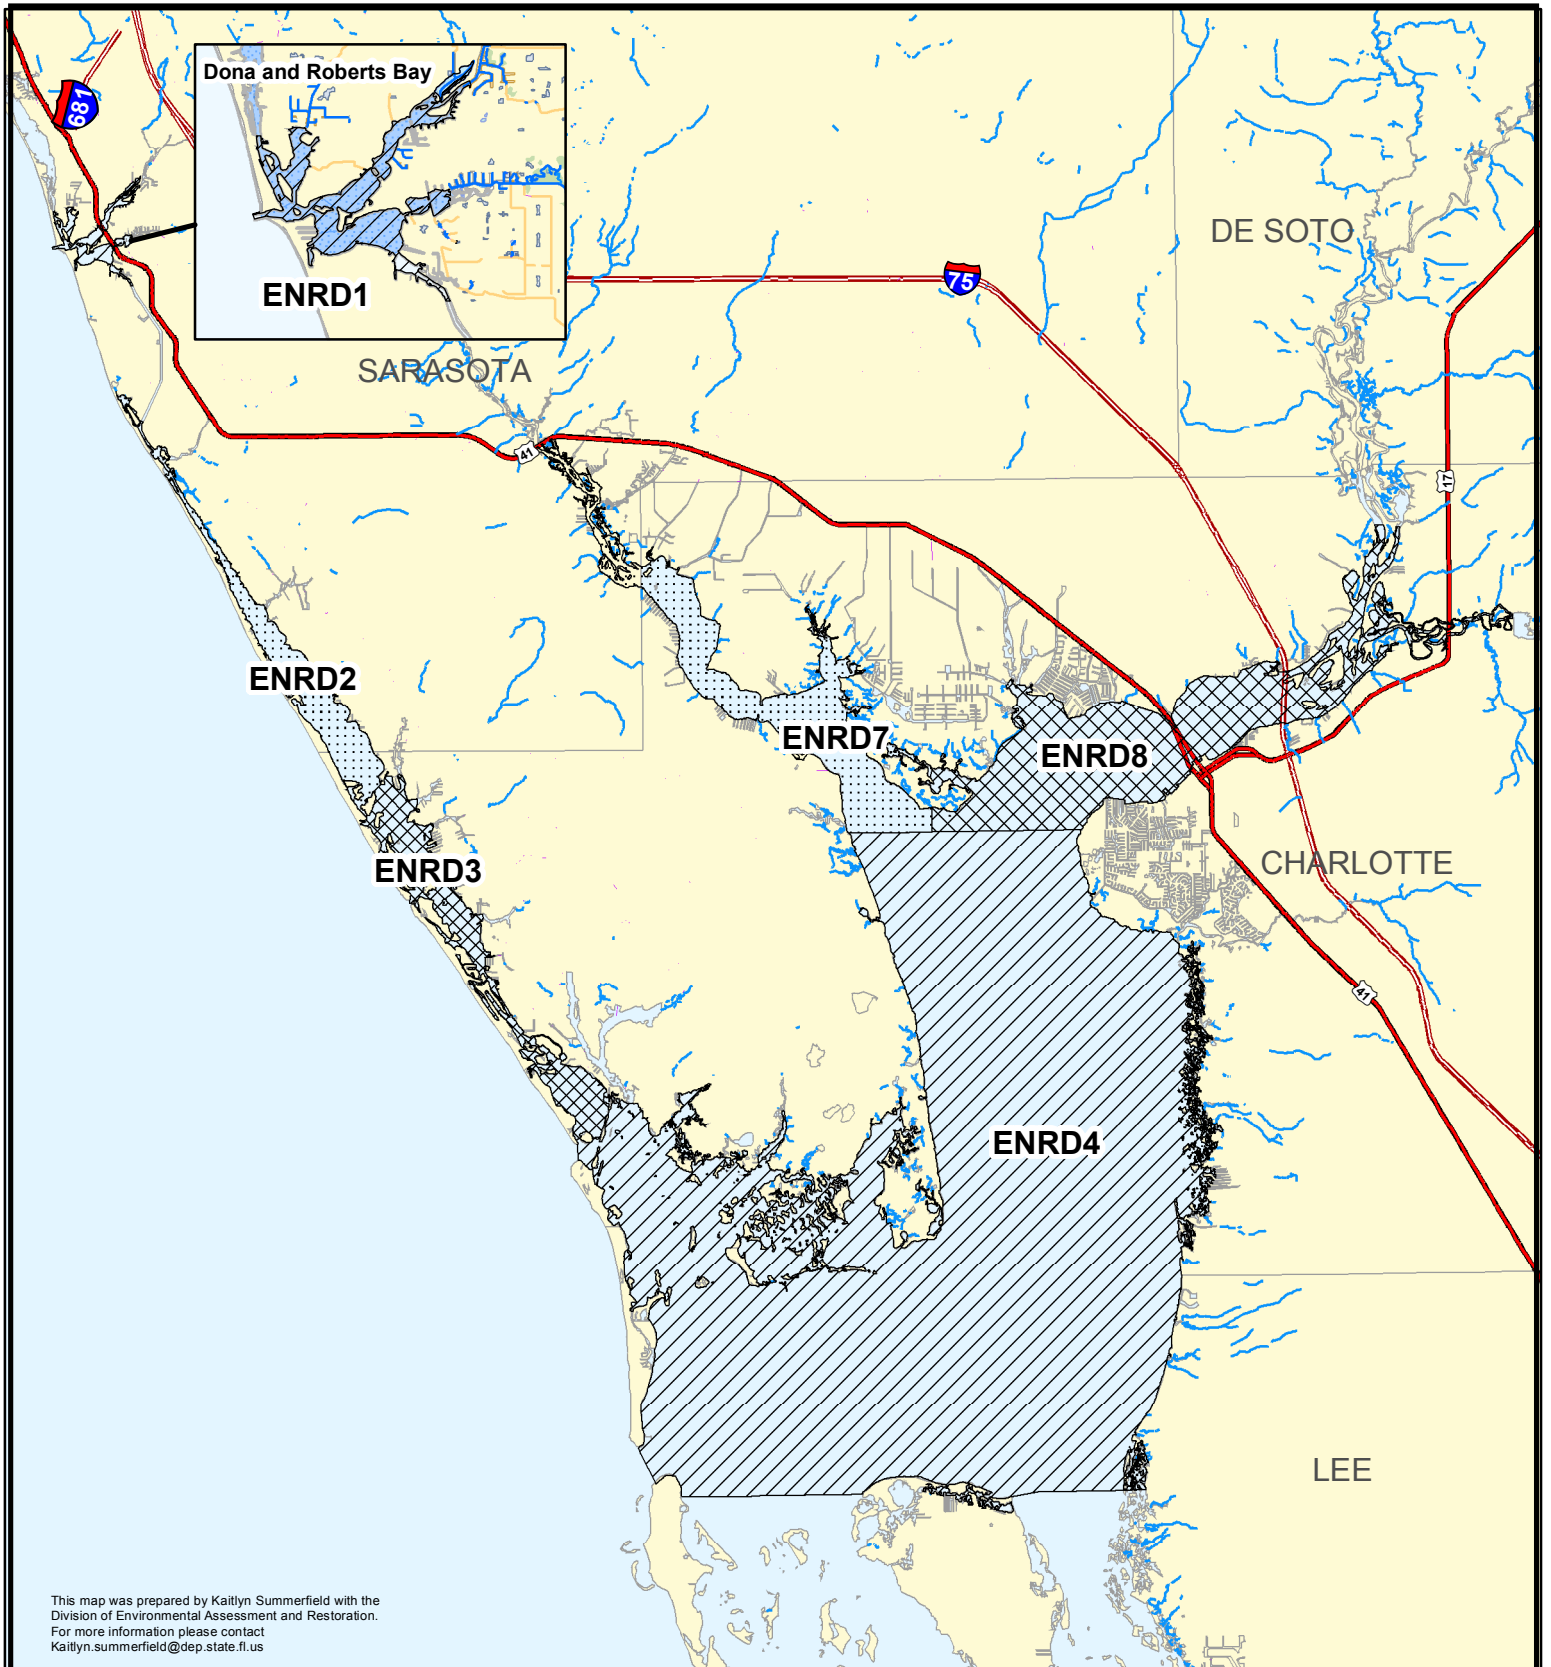 Dona and Roberts Bay
681
ENRD1
75
DE SOTO
SARASOTA
41
17
ENRD2
ENRD7
ENRD8
ENRD3
CHARLOTTE
41
ENRD4
LEE
This map was prepared by Kaitlyn Summerfield with the
Division of Environmental Assessment and Restoration.
For more information please contact
Kaitlyn.summerfield@dep.state.fl.us